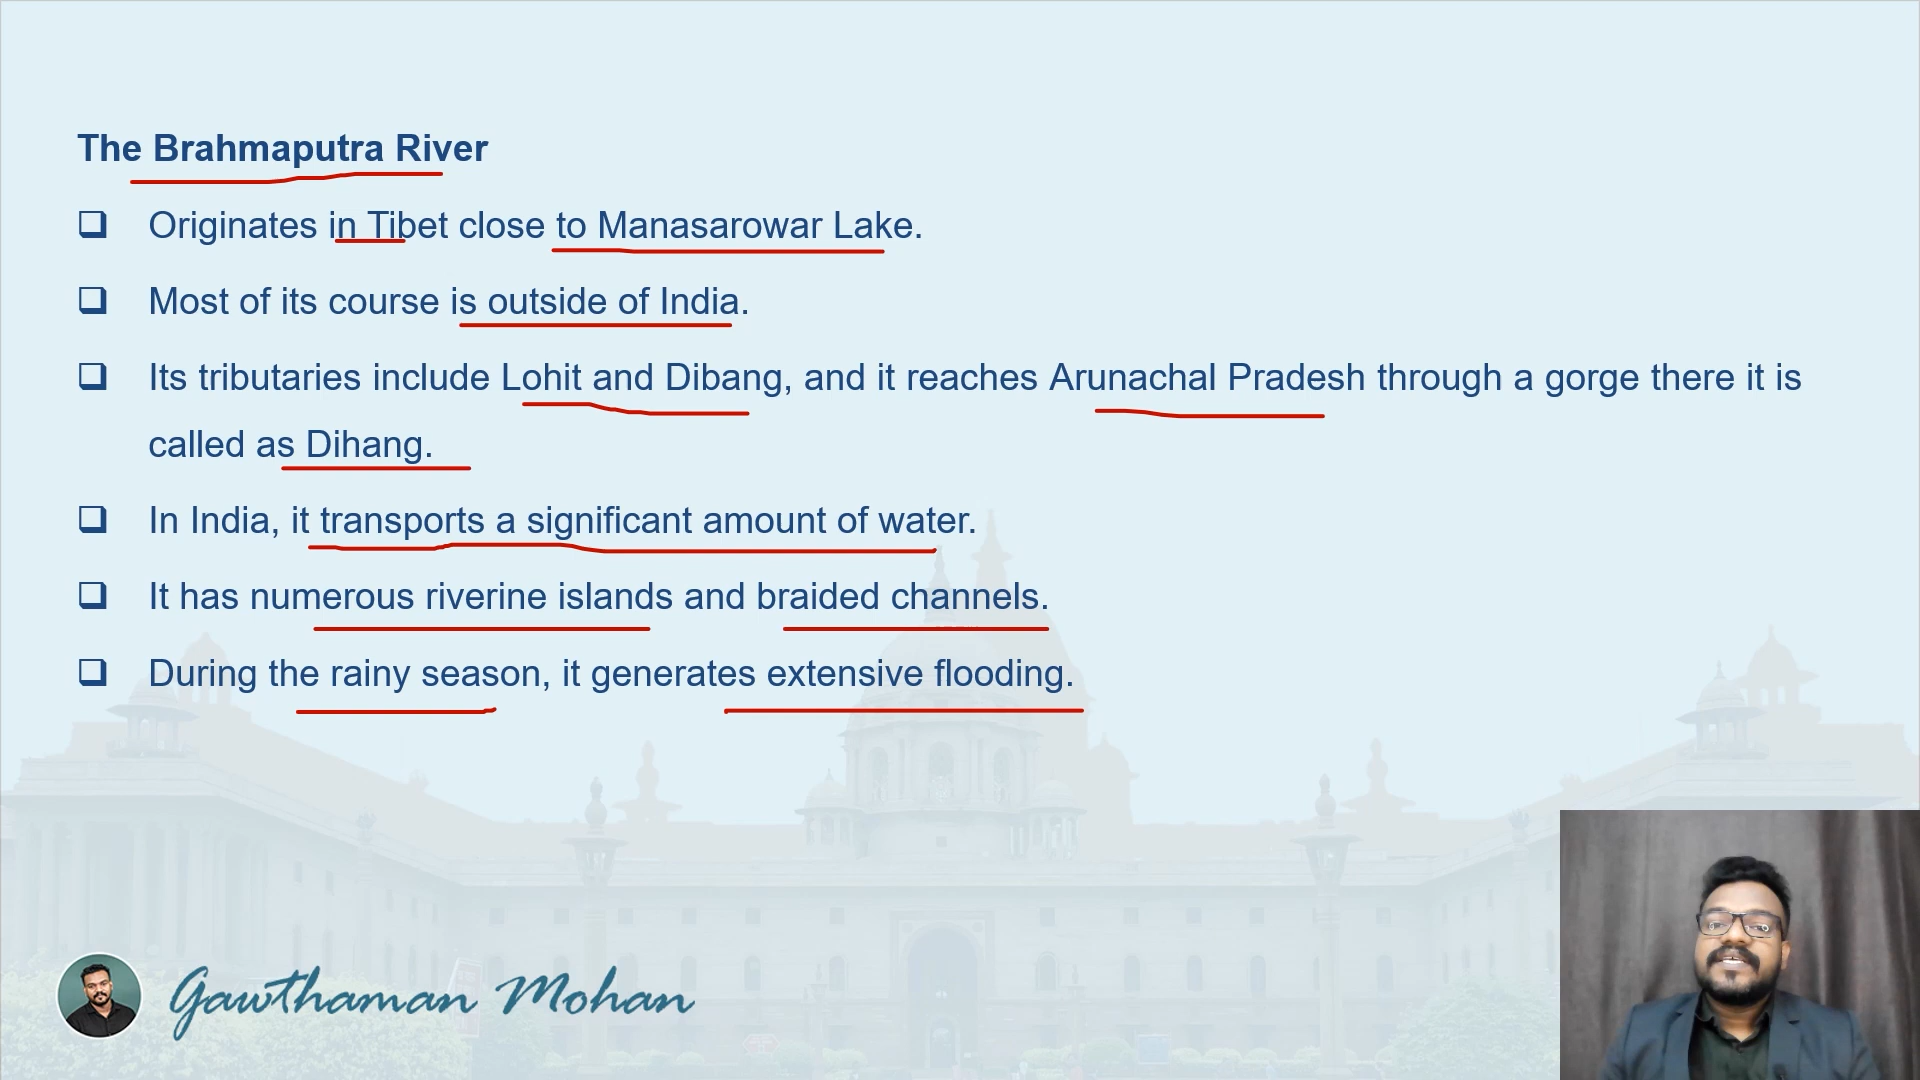 The Brahmaputra River
❑ Originates in Tibet close to Manasarowar Lake.
❑ Most of its course is outside of India.
❑ Its tributaries include Lohit and Dibang, and it reaches Arunachal Pradesh through a gorge there it is
called as Dihang.
❑ In India, it transports a significant amount of water.
❑ It has numerous riverine islands and braided channels.
❑ During the rainy season, it generates extensive flooding.
Gawthaman Mohan